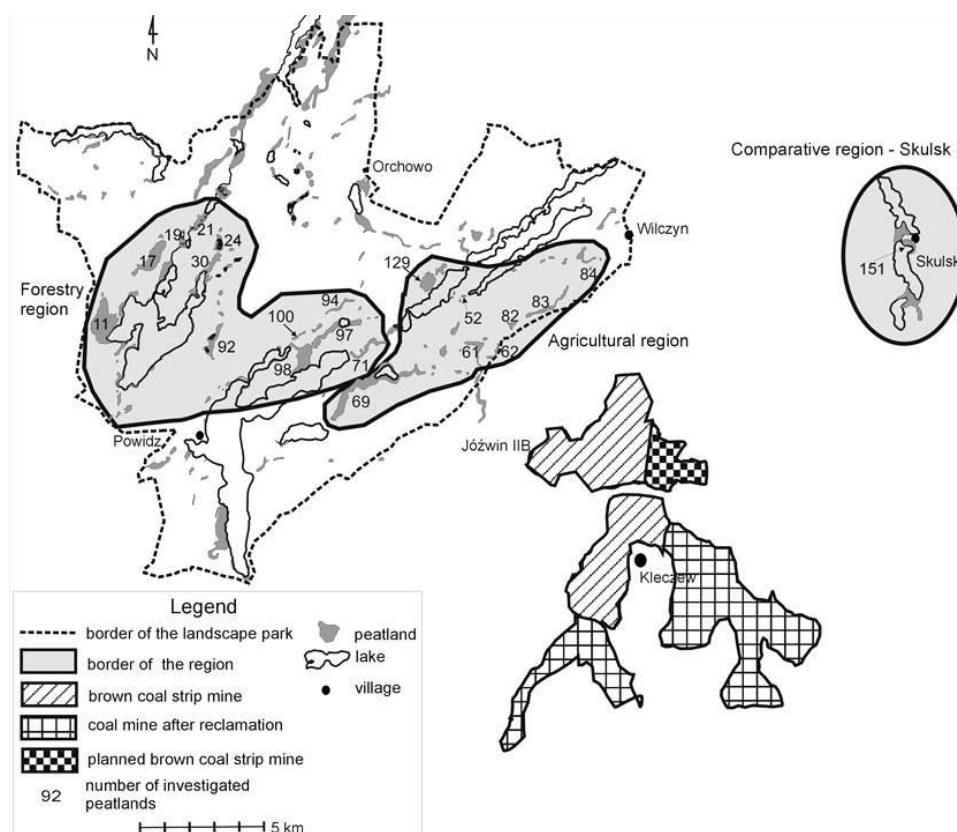 N
Orchowo
Comparative region - Skulsk
Wilczyn
Skulsk
151
19
21
24
17
30
129
84
Forestry
region
94
83
11
100
52
82
97
92
Agricultural region
61
62
98
71
69
Powidz
Jóźwin IIB
Kleczew
Legend
border of the landscape park
peatland
border of the region
lake
brown coal strip mine
village
coal mine after reclamation
planned brown coal strip mine
92
number of investigated
peatlands
5 km